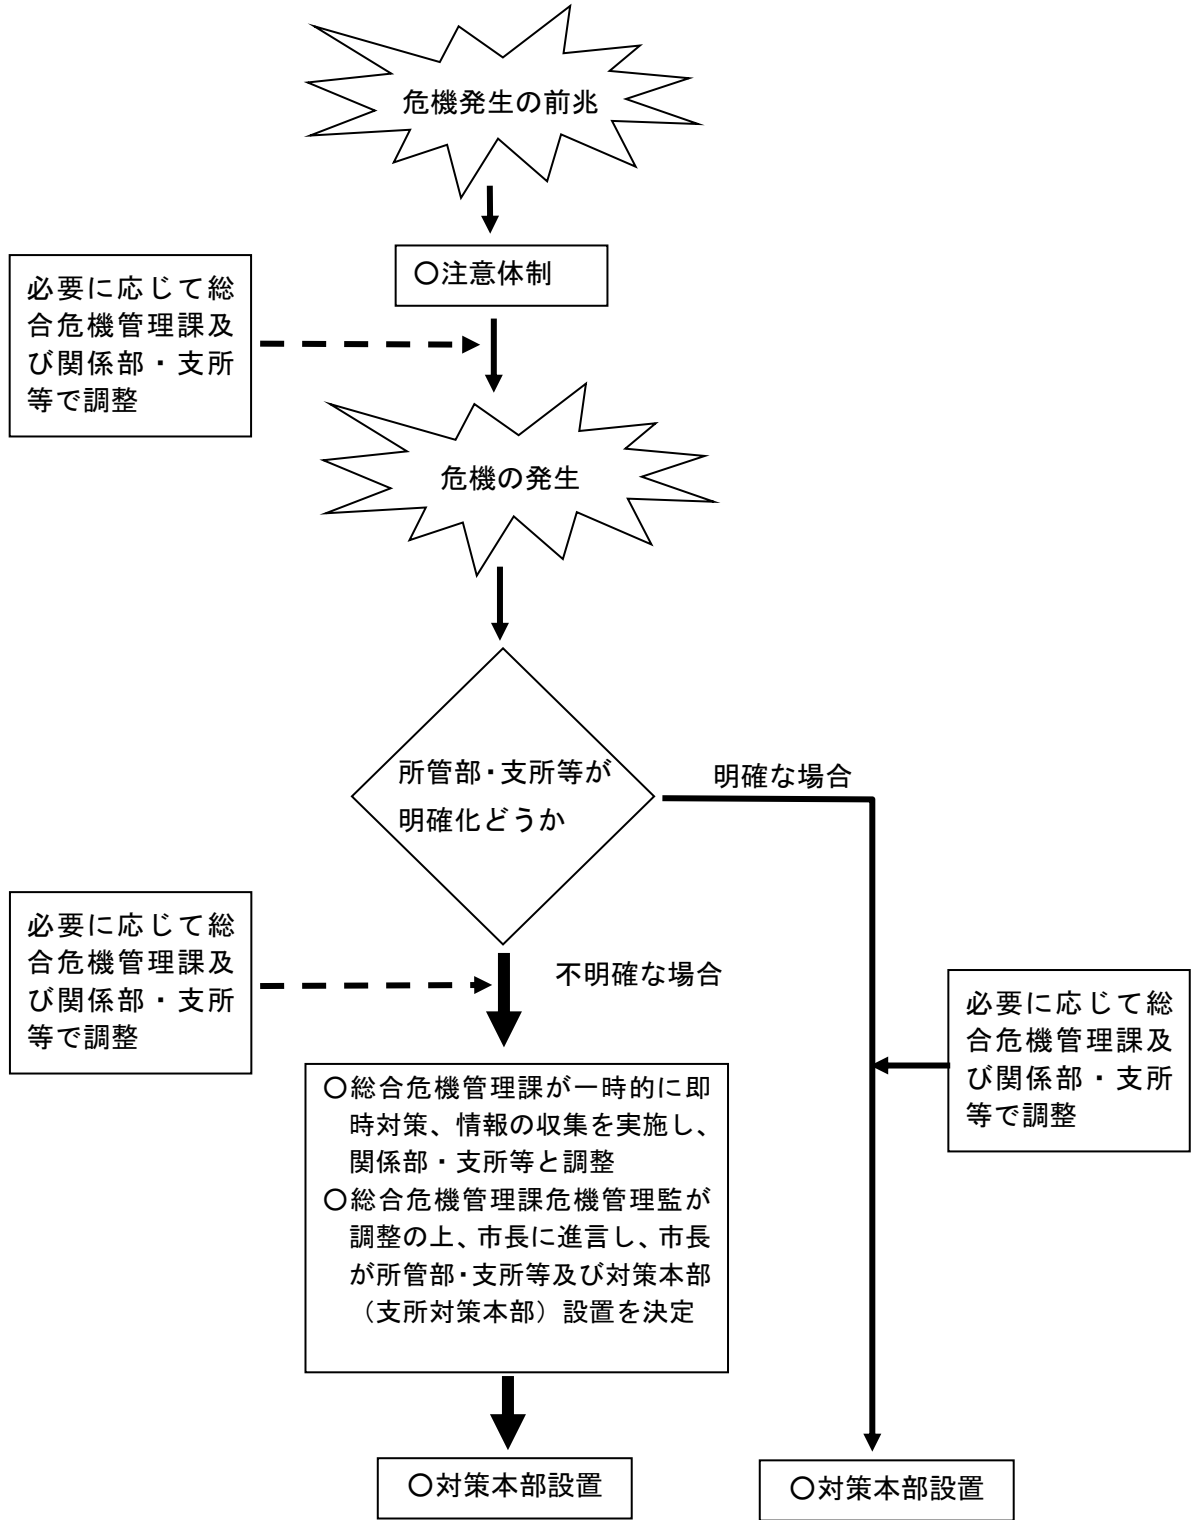 危機発生の前兆
〇注意体制
必要に応じて総
合危機管理課及
び関係部・支所
等で調整
危機の発生
所管部・支所等が
明確化どうか
明確な場合
不明確な場合
必要に応じて総
合危機管理課及
び関係部・支所
等で調整
必要に応じて総
合危機管理課及
び関係部・支所
等で調整
〇総合危機管理課が一時的に即
時対策、情報の収集を実施し、
関係部・支所等と調整
〇総合危機管理課危機管理監が
調整の上、市長に進言し、市長
が所管部・支所等及び対策本部
（支所対策本部）設置を決定
〇対策本部設置
〇対策本部設置